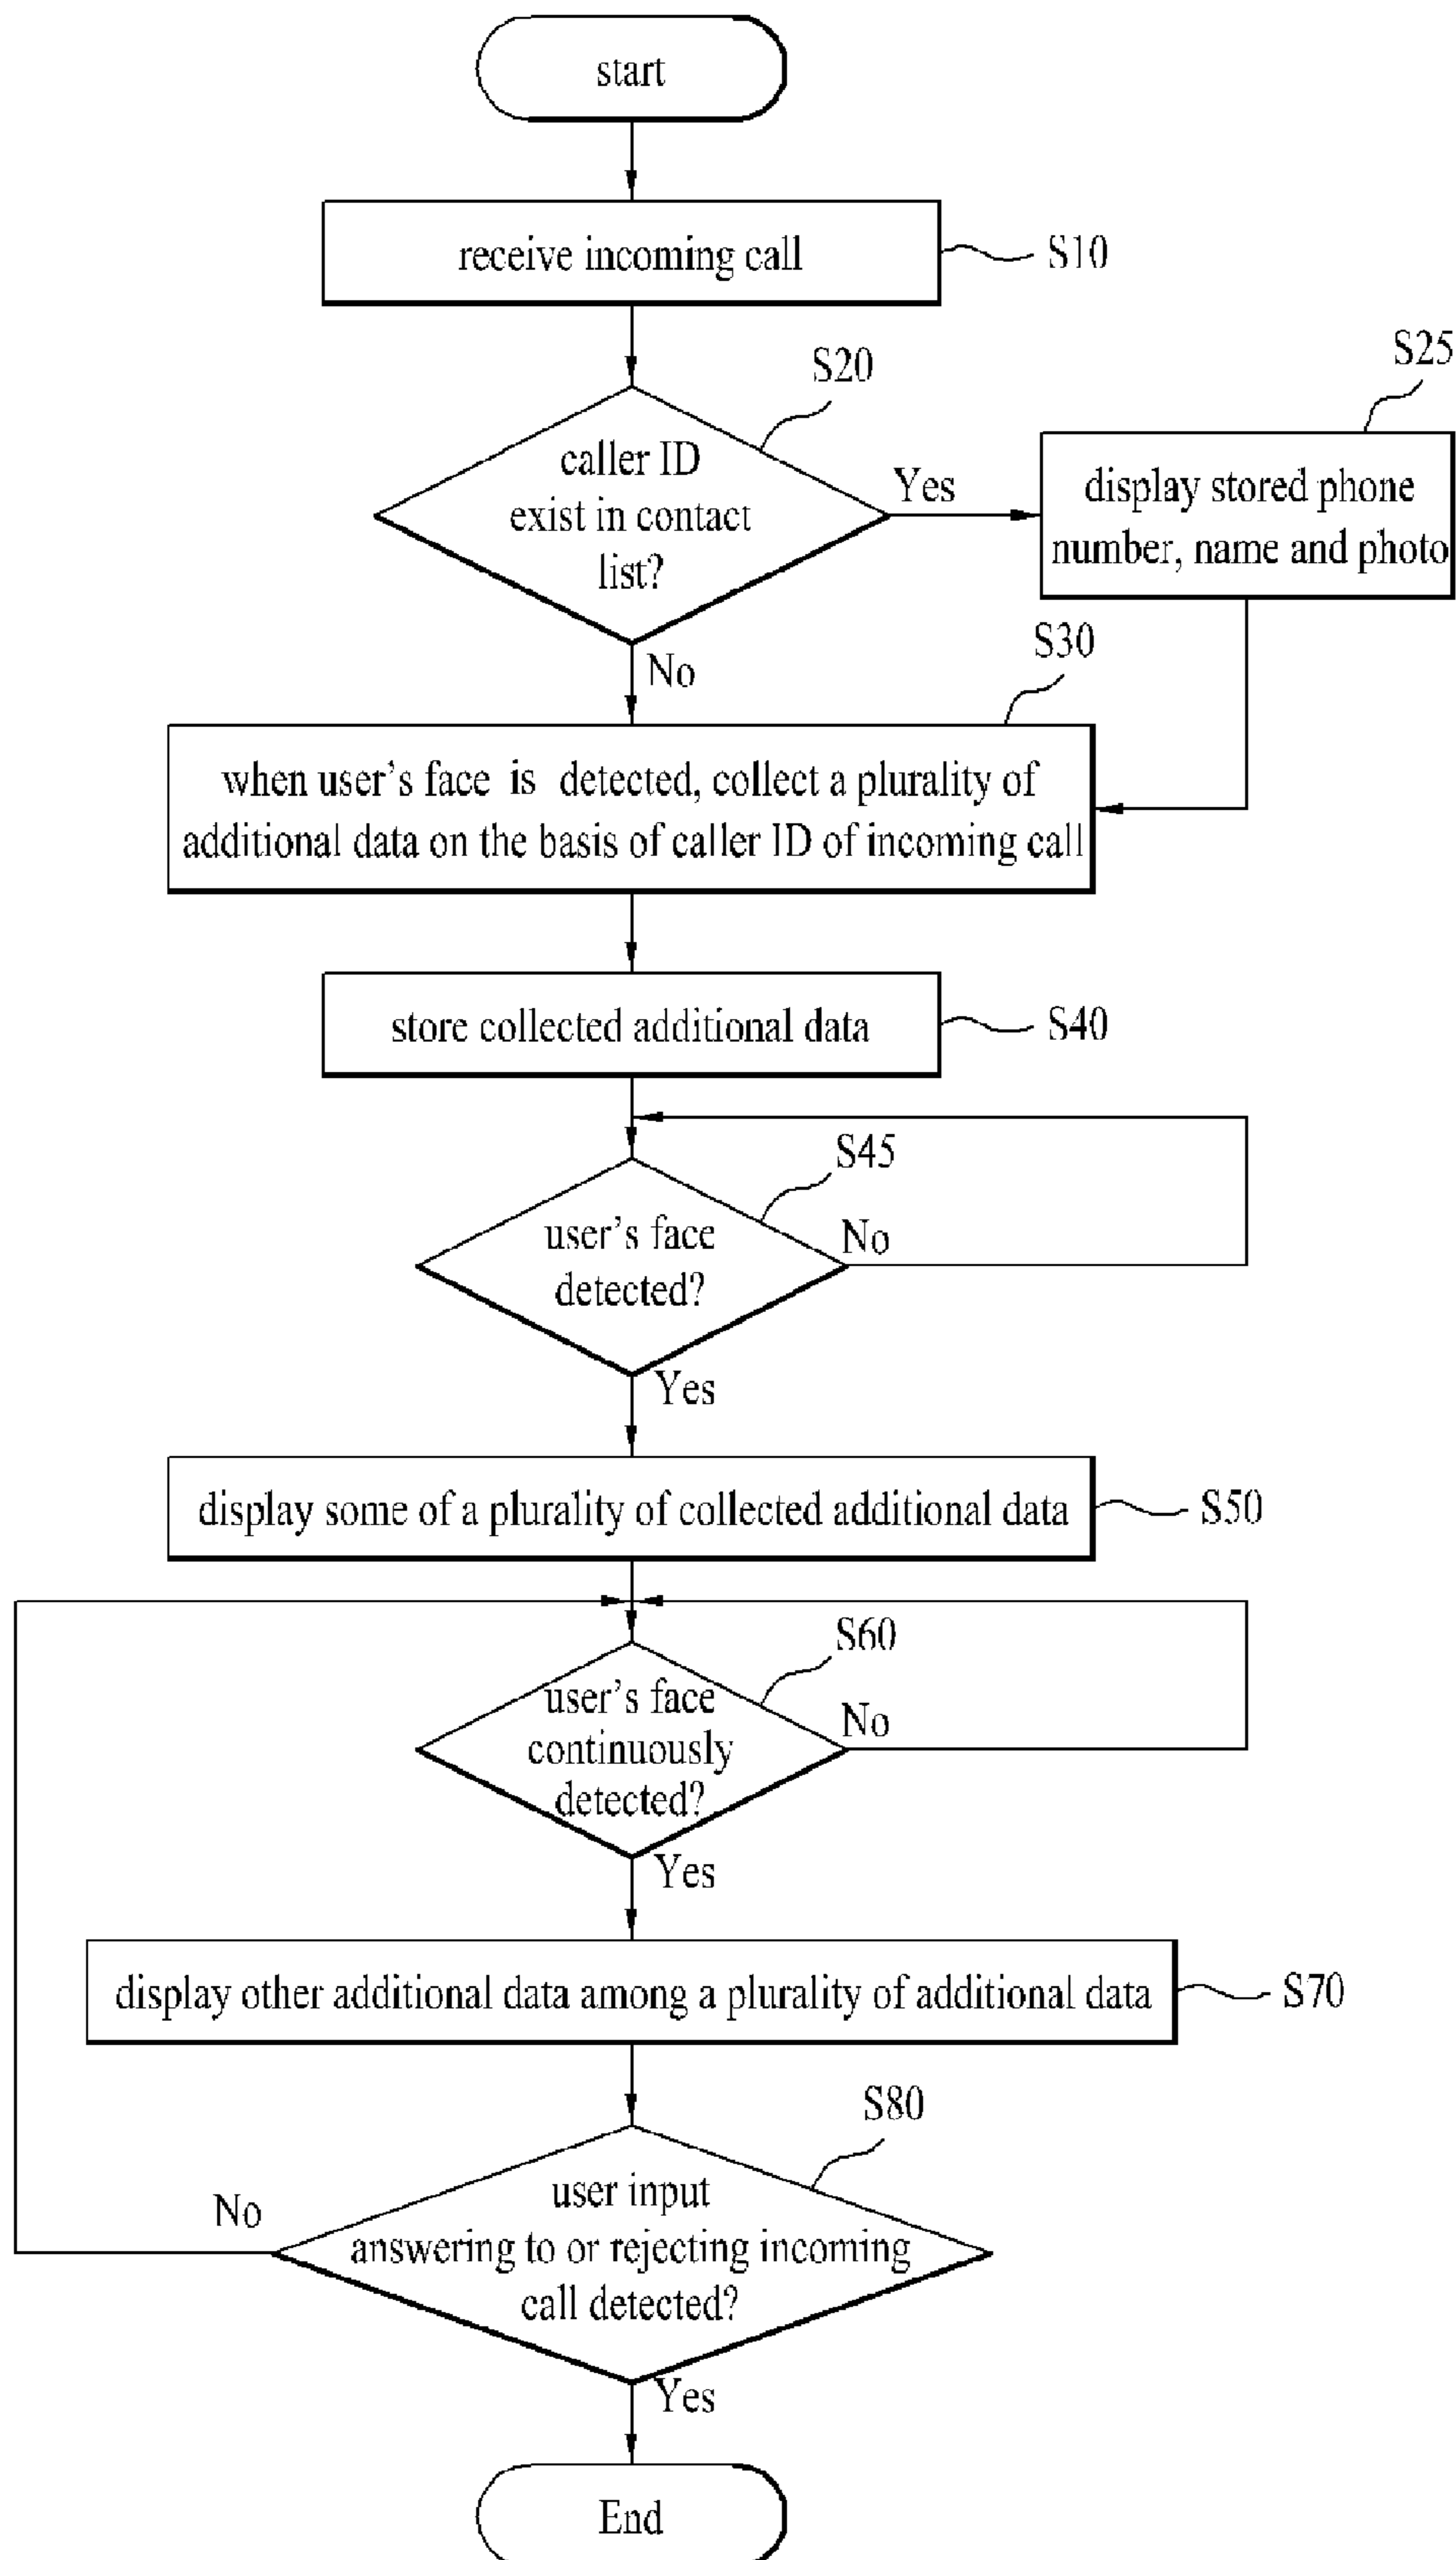 start
receive incoming call
S10
S20
S25
caller ID
exist in contact
list?
Yes
display stored phone
number, name and photo
No
S30
when user's face is detected, collect a plurality of
additional data on the basis of caller ID of incoming call
store collected additional data
S40
S45
user's face
detected?
No
Yes
display some of a plurality of collected additional data
S50
S60
user's face
continuously
detected?
No
Yes
display other additional data among a plurality of additional data
S70
S80
user input
answering to or rejecting incoming
call detected?
No
Yes
End